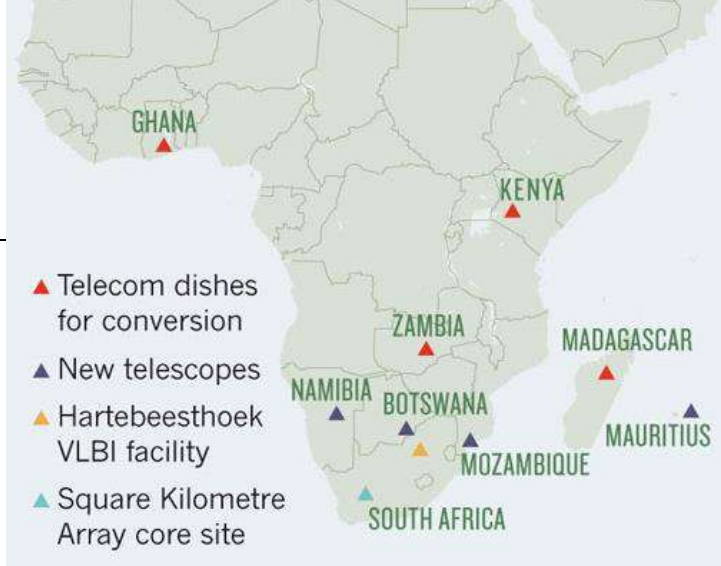 GHANA
KENYA
Telecom dishes
for conversion
ZAMBIA
MADAGASCAR
New telescopes
NAMIBIA
BOTSWANA
Hartebeesthoek
VLBI facility
MAURITIUS
MOZAMBIQUE
Square Kilometre
Array core site
SOUTH AFRICA